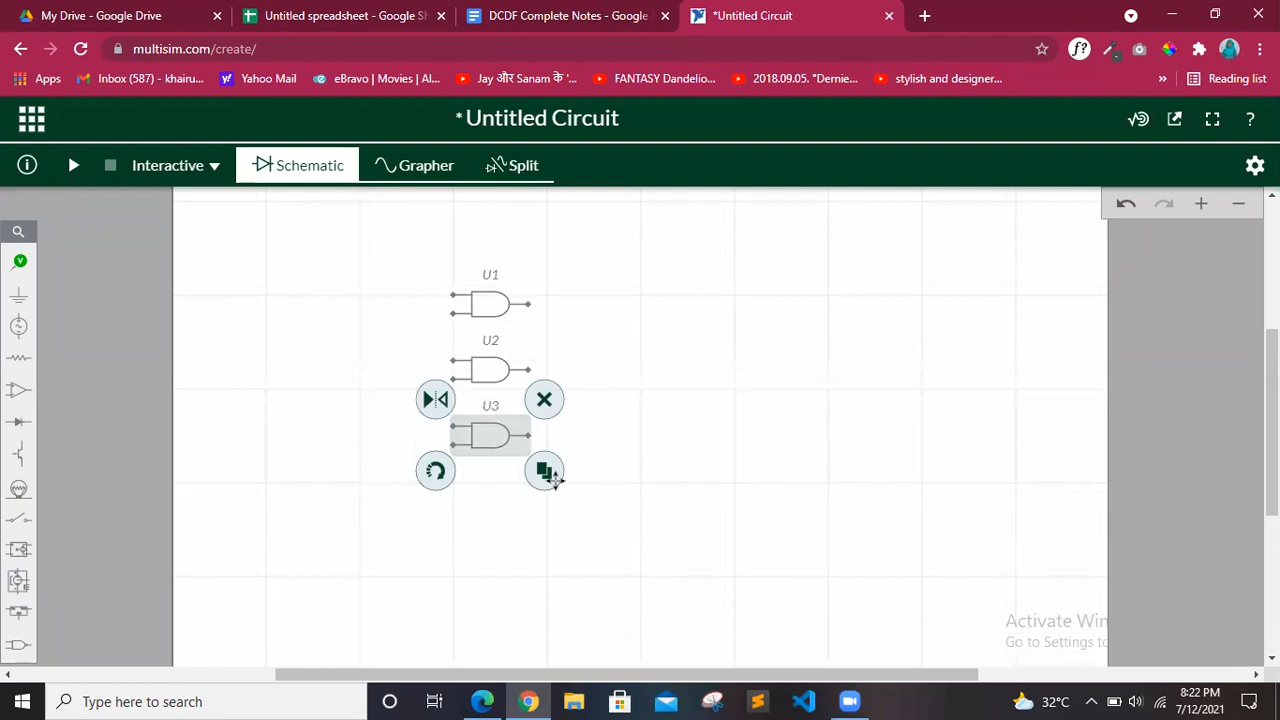 My Drive - Google Drive
Untitled spreadsheet - Google Sh
DCDF Complete Notes - Google D
*Untitled Circuit
multisim.com/create/
Apps
Inbox (587) - khairu...
Yahoo Mail
eBravo | Movies | Al...
Jay और Sanam के '...
FANTASY Dandelio...
2018.09.05. "Dernie...
stylish and designer...
»
Reading list
*Untitled Circuit
Interactive
Schematic
Grapher
Split
U1
U2
U3
Activate Win
Go to Settings to
Type here to search
32°C
8:22 PM
7/12/2021